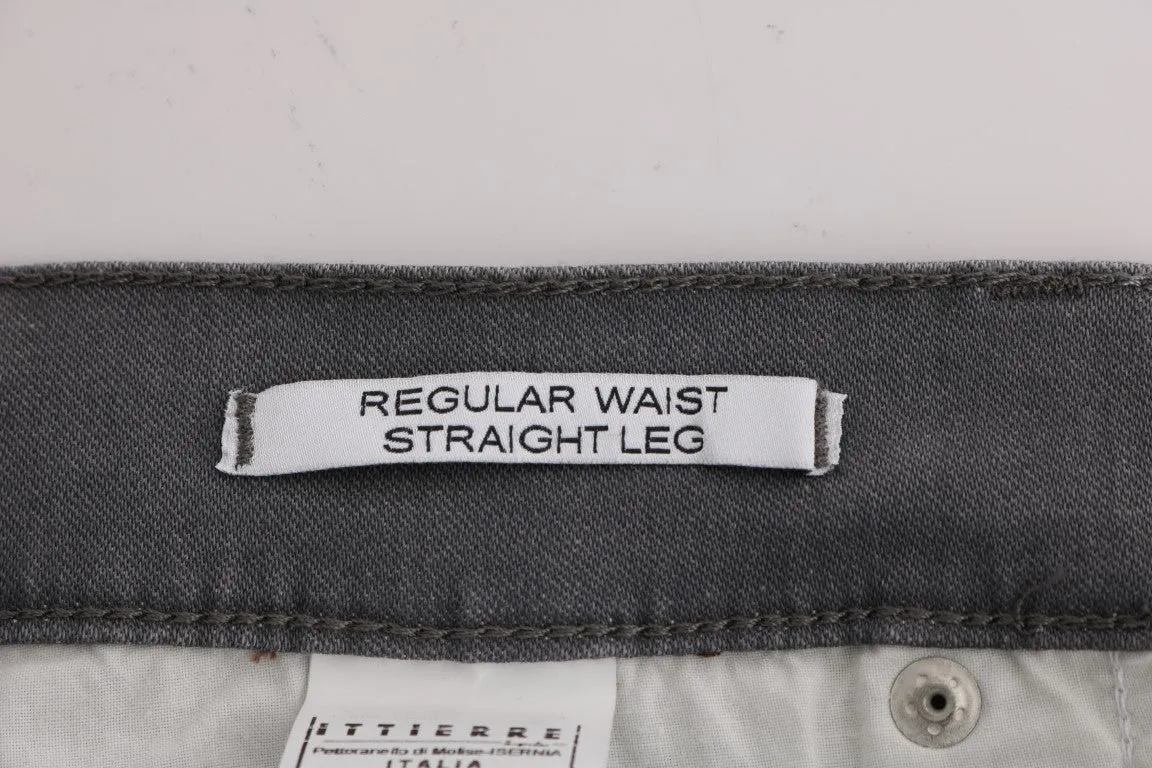 REGULAR WAIST
STRAIGHT LEG
ITTIERRE
Pettoranello di Molise-ISERNIA
ITALIA